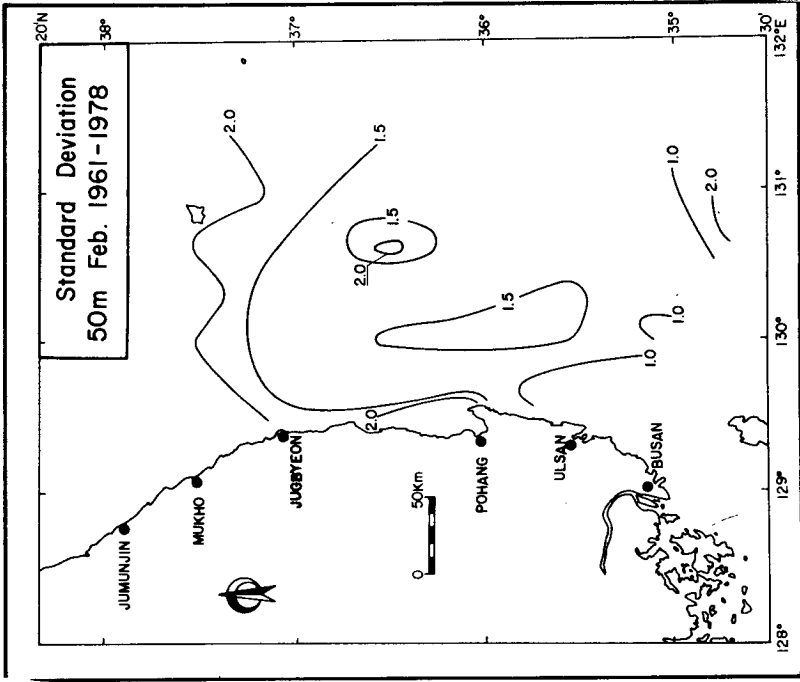 Standard Deviation
50m Feb. 1961-1978
20'N
38°
37°
36°
35°
30'
132°E
131°
130°
129°
128°
2.0
1.5
1.5
2.0
1.5
1.0
2.0
1.0
1.0
2.0
JUMUNJIN
MUKHO
JUGBYEON
POHANG
ULSAN
BUSAN
0 50Km